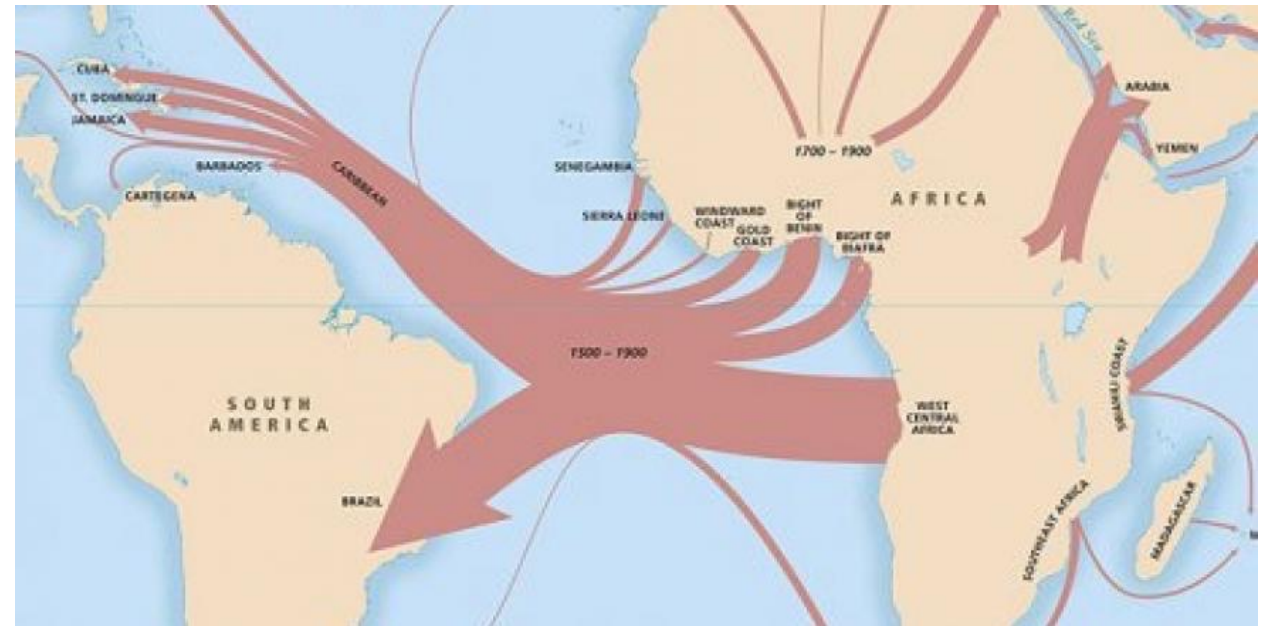 Red Sea
CUBA
ST. DOMINGUE
JAMAICA
BARBADOS
CARTEGENA
CARIBBEAN
SENEGAMBIA
SIERRA LEONE
WINDWARD
COAST
GOLD
COAST
BIGHT
OF
BENIN
BIGHT OF
BIAFRA
1700 – 1900
AFRICA
ARABIA
YEMEN
1500 – 1900
SOUTH
AMERICA
BRAZIL
WEST
CENTRAL
AFRICA
SWAHILI COAST
SOUTHEAST AFRICA
MADAGASCAR
M